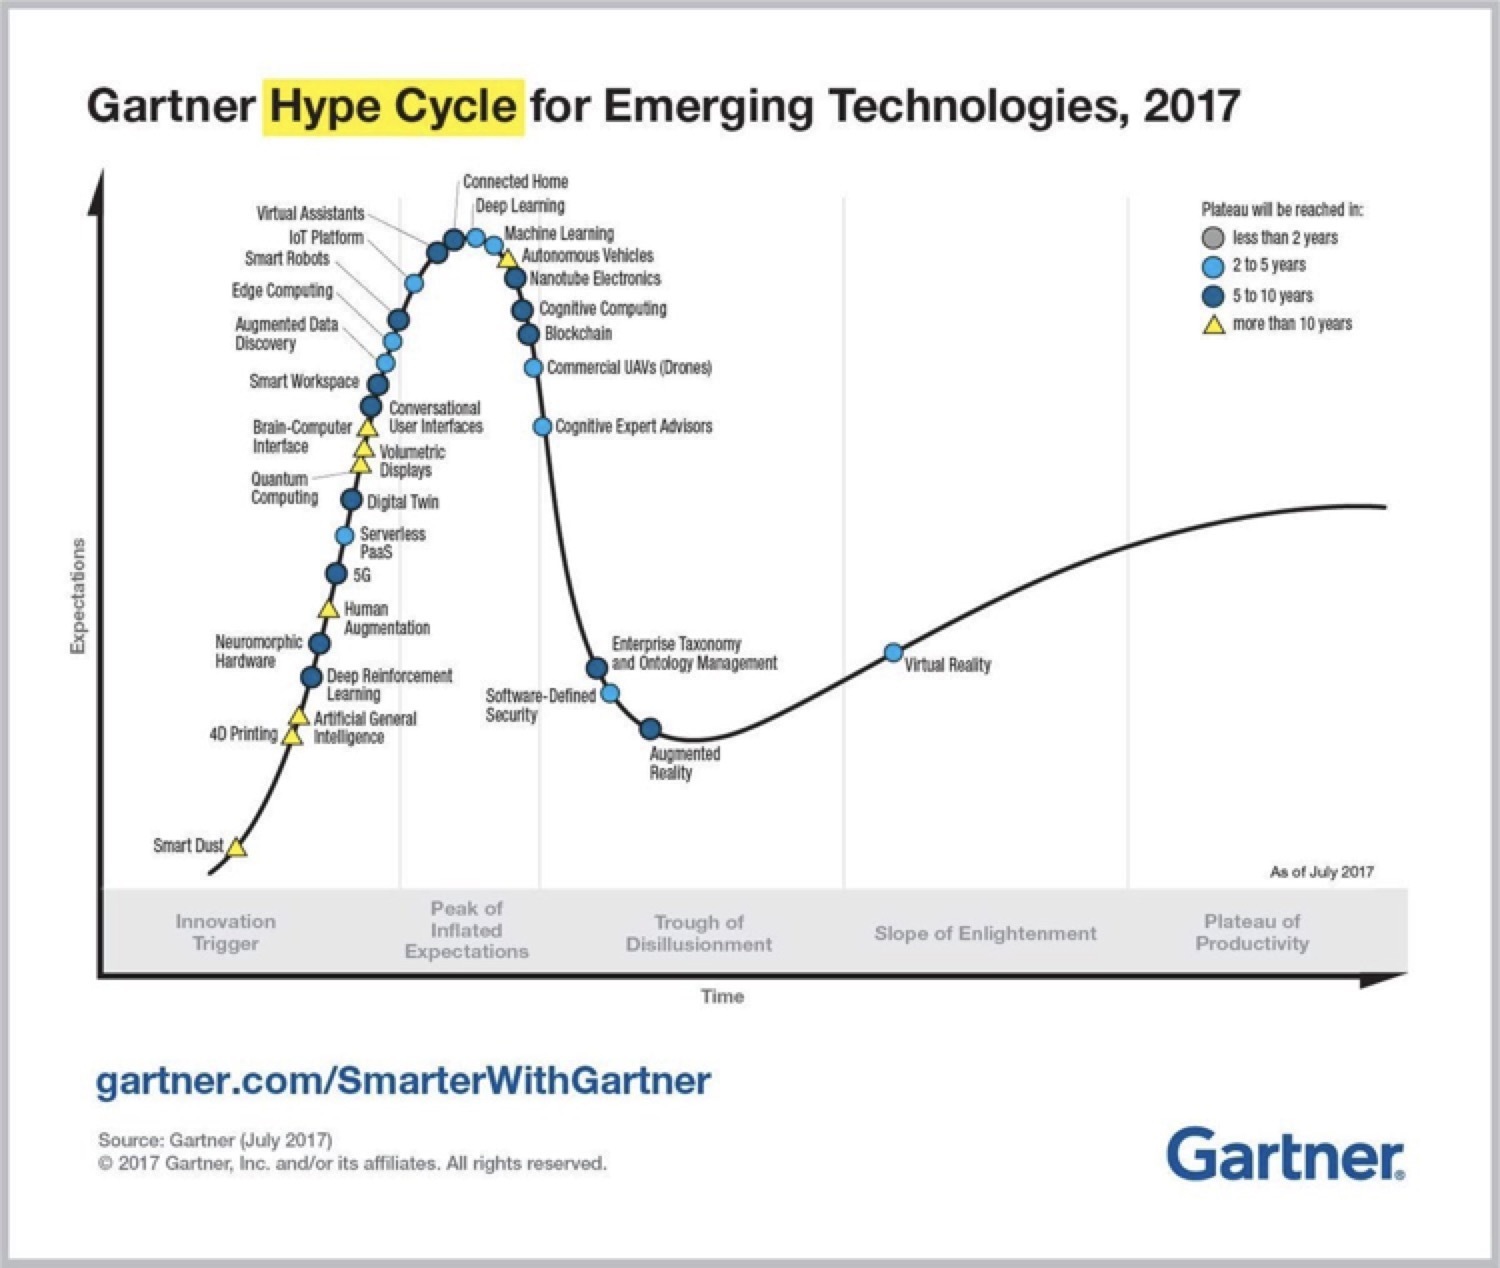 Gartner Hype Cycle for Emerging Technologies, 2017
Connected Home
Deep Learning
Virtual Assistants
IoT Platform
Machine Learning
Smart Robots
Autonomous Vehicles
Nanotube Electronics
Edge Computing
Cognitive Computing
Augmented Data
Discovery
Blockchain
Commercial UAVs (Drones)
Smart Workspace
Conversational
User Interfaces
Cognitive Expert Advisors
Brain-Computer
Interface
Volumetric
Displays
Quantum
Computing
Digital Twin
Serverless
PaaS
5G
Human
Augmentation
Neuromorphic
Hardware
Deep Reinforcement
Learning
Artificial General
Intelligence
4D Printing
Smart Dust
Enterprise Taxonomy
and Ontology Management
Software-Defined
Security
Augmented
Reality
Virtual Reality
Plateau will be reached in:
less than 2 years
2 to 5 years
5 to 10 years
more than 10 years
Expectations
As of July 2017
Innovation
Trigger
Peak of
Inflated
Expectations
Trough of
Disillusionment
Slope of Enlightenment
Plateau of
Productivity
Time
gartner.com/SmarterWithGartner
Source: Gartner (July 2017)
© 2017 Gartner, Inc. and/or its affiliates. All rights reserved.
Gartner®